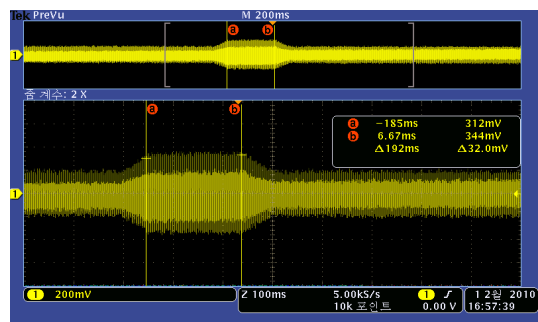 Tek PreVu M 200ms
a b
1
줌 계수: 2 X
a b
a −185ms 312mV
b 6.67ms 344mV
Δ192ms Δ32.0mV
1
1 200mV Z 100ms 5.00kS/s 1 1 2월 2010
10k 포인트 0.00 V 16:57:39